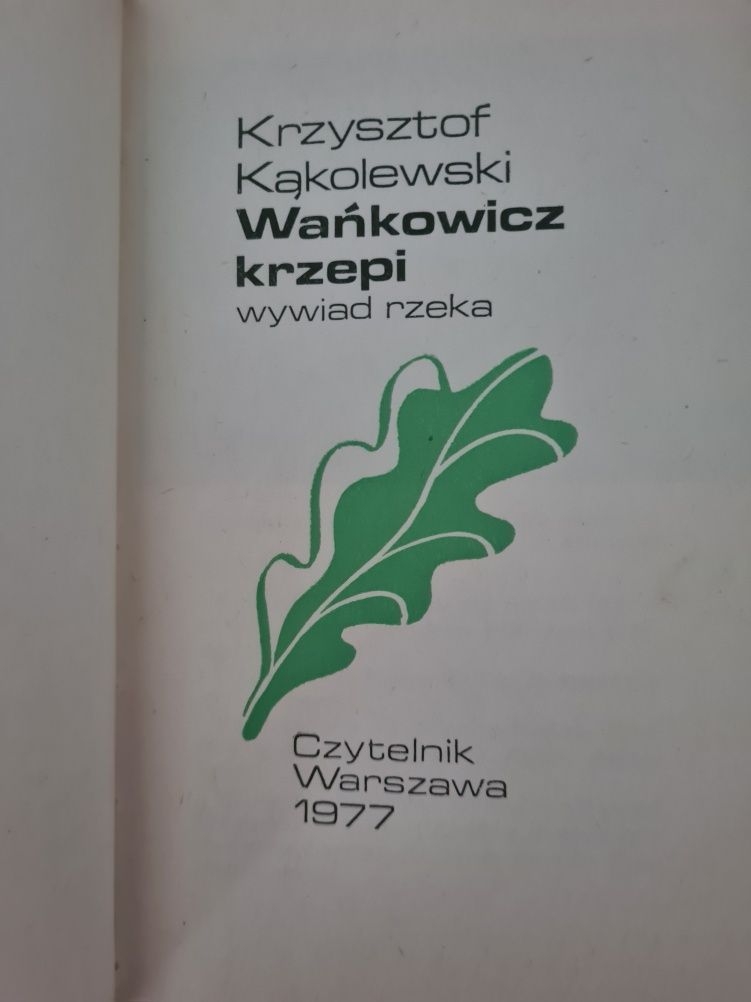 Krzysztof
Kąkolewski
Wańkowicz
krzepi
wywiad rzeka
Czytelnik
Warszawa
1977